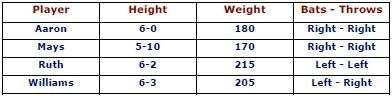 Player Height Weight Bats - Throws
Aaron 6-0 180 Right - Right
Mays 5-10 170 Right - Right
Ruth 6-2 215 Left - Left
Williams 6-3 205 Left - Right